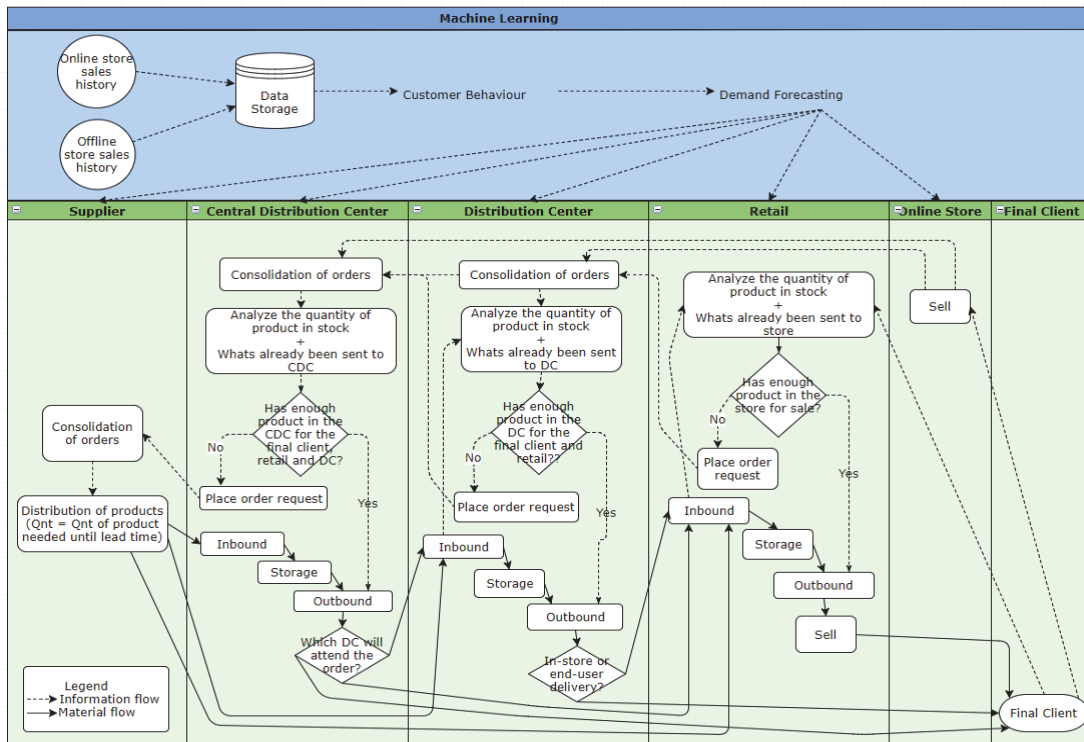 Machine Learning
Online store
sales
history
Data
Storage
Customer Behaviour
Demand Forecasting
Offline
store sales
history
Supplier
Central Distribution Center
Distribution Center
Retail
Online Store
Final Client
Consolidation of orders
Analyze the quantity of
product in stock
+
Whats already been sent to
CDC
Has enough
product in the
CDC for the
final client,
retail and DC?
No
Yes
Place order request
Consolidation
of orders
Distribution of products
(Qnt = Qnt of product
needed until lead time)
Inbound
Storage
Outbound
Which DC will
attend the
order?
Consolidation of orders
Analyze the quantity of
product in stock
+
Whats already been sent
to DC
Has enough
product in the
DC for the
final client and
retail??
No
Yes
Place order request
Inbound
Storage
Outbound
In-store or
end-user
delivery?
Analyze the quantity of
product in stock
+
Whats already been sent to
store
Has enough
product in the
store for sale?
No
Yes
Place order
request
Inbound
Storage
Outbound
Sell
Sell
Final Client
Legend
Information flow
Material flow